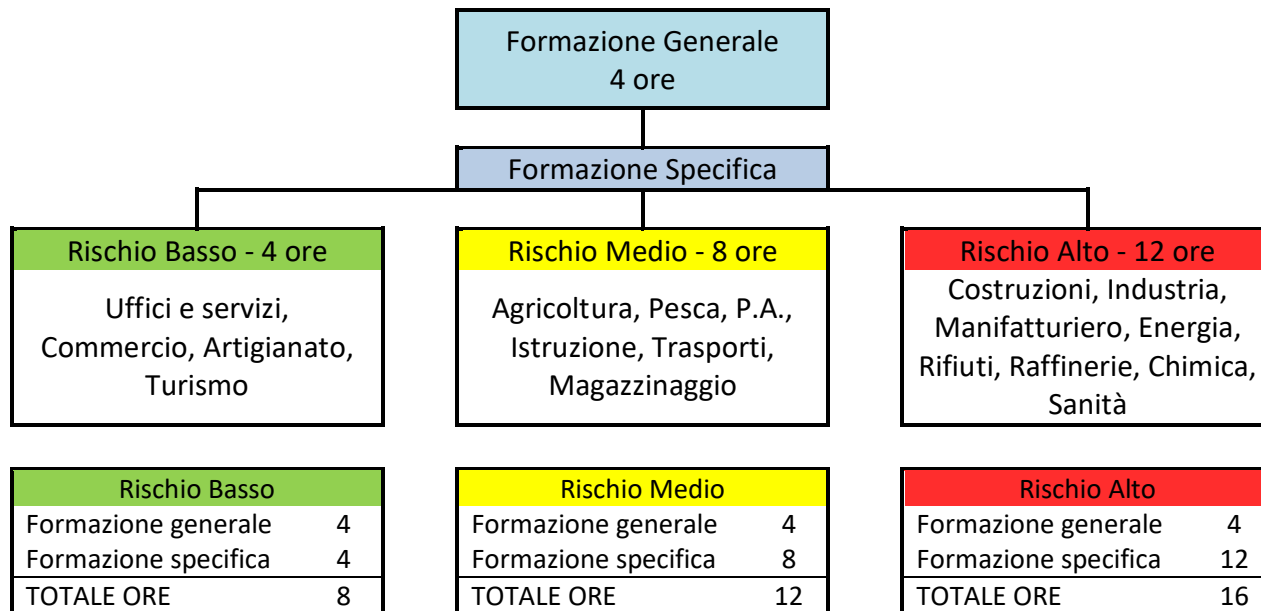 Formazione Generale
4 ore
Formazione Specifica
Rischio Basso - 4 ore
Uffici e servizi,
Commercio, Artigianato,
Turismo
Rischio Medio - 8 ore
Agricoltura, Pesca, P.A.,
Istruzione, Trasporti,
Magazzinaggio
Rischio Alto - 12 ore
Costruzioni, Industria,
Manifatturiero, Energia,
Rifiuti, Raffinerie, Chimica,
Sanità
Rischio Basso
Formazione generale 4
Formazione specifica 4
TOTALE ORE 8
Rischio Medio
Formazione generale 4
Formazione specifica 8
TOTALE ORE 12
Rischio Alto
Formazione generale 4
Formazione specifica 12
TOTALE ORE 16